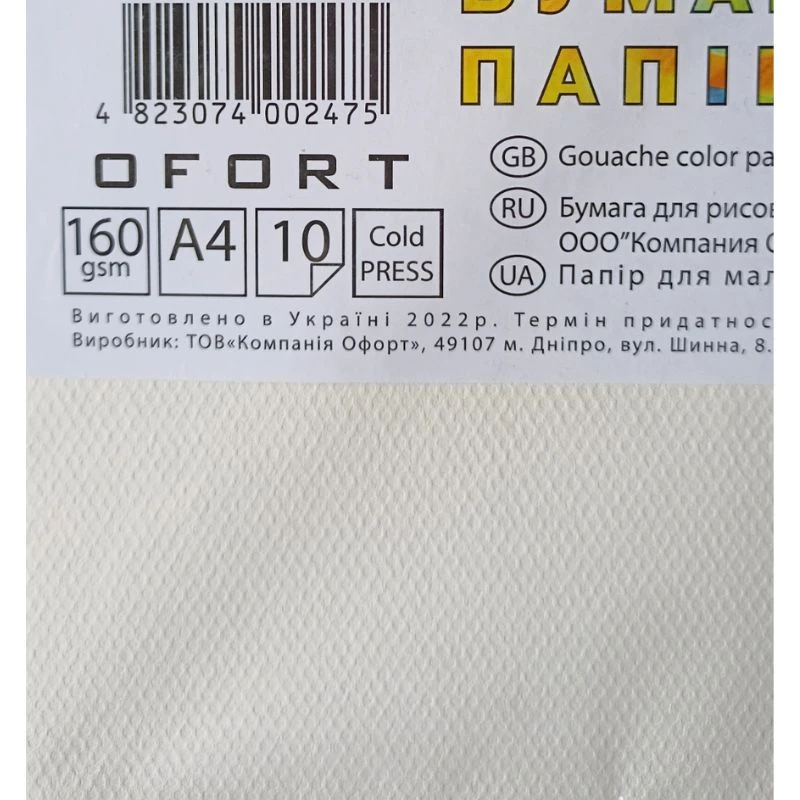 БУМАГ
ПАПІ
4 823074 002475
OFORT
160 gsm
A4
10
Cold PRESS
GB Gouache color pa
RU Бумага для рисов
ООО"Компания О
UA Папір для мал
Виготовлено в Україні 2022р. Термін придатнос
Виробник: ТОВ«Компанія Офорт», 49107 м. Дніпро, вул. Шинна, 8.